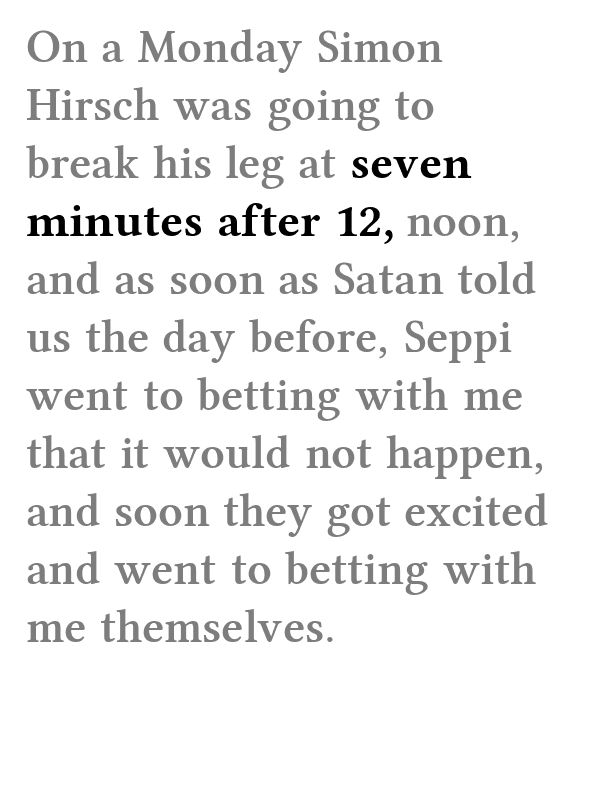 On a Monday Simon
Hirsch was going to
break his leg at seven
minutes after 12, noon,
and as soon as Satan told
us the day before, Seppi
went to betting with me
that it would not happen,
and soon they got excited
and went to betting with
me themselves.